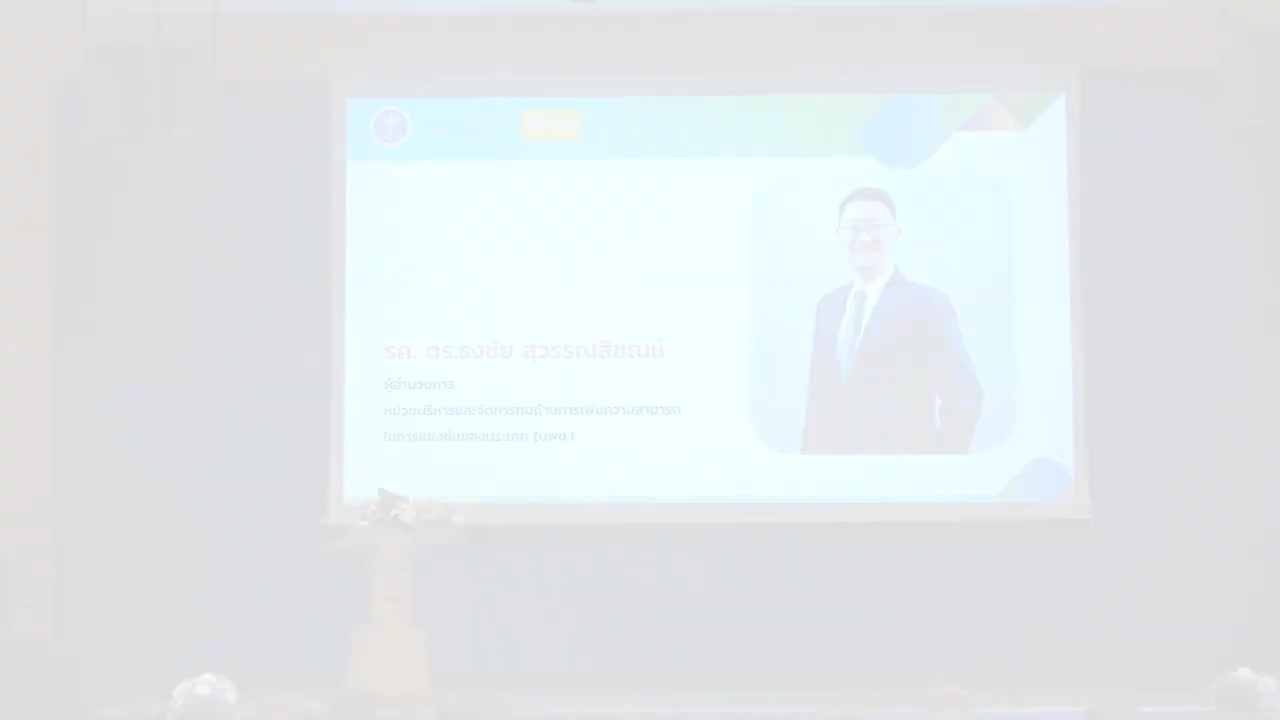 รศ. ดร.ธงชัย สุวรรณสิชณน์
ผู้อำนวยการ
หน่วยบริหารและจัดการทุนด้านการเพิ่มความสามารถ
ในการแข่งขันของประเทศ (บพข.)